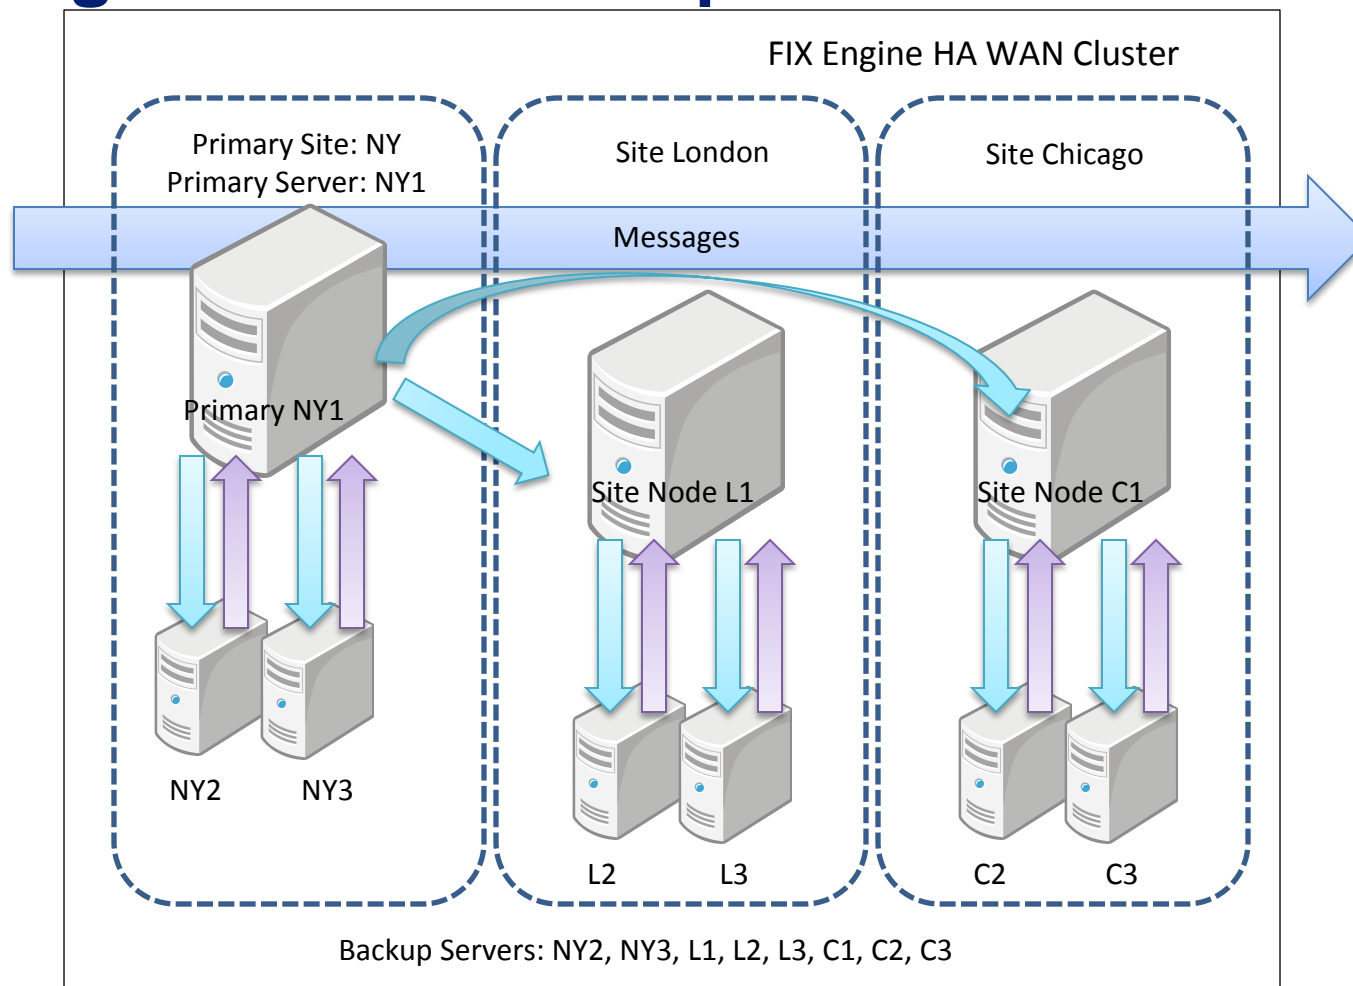 FIX Engine HA WAN Cluster
Primary Site: NY
Primary Server: NY1
Site London
Site Chicago
Messages
Primary NY1
Site Node L1
Site Node C1
NY2
NY3
L2
L3
C2
C3
Backup Servers: NY2, NY3, L1, L2, L3, C1, C2, C3